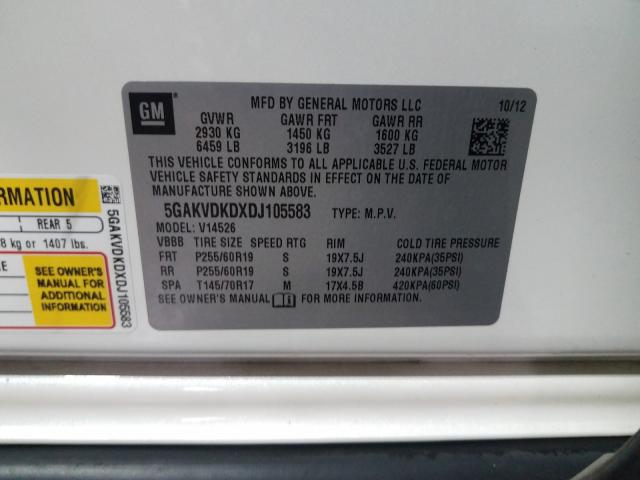 GM
MFD BY GENERAL MOTORS LLC 10/12
GVWR GAWR FRT GAWR RR
2930 KG 1450 KG 1600 KG
6459 LB 3196 LB 3527 LB
THIS VEHICLE CONFORMS TO ALL APPLICABLE U.S. FEDERAL MOTOR
VEHICLE SAFETY STANDARDS IN EFFECT ON THE DATE OF
MANUFACTURE SHOWN ABOVE.
5GAKVDKDXDJ105583 TYPE: M.P.V.
MODEL: V14526
VBBB TIRE SIZE SPEED RTG RIM COLD TIRE PRESSURE
FRT P255/60R19 S 19X7.5J 240KPA(35PSI)
RR P255/60R19 S 19X7.5J 240KPA(35PSI)
SPA T145/70R17 M 17X4.5B 420KPA(60PSI)
SEE OWNER'S MANUAL FOR MORE INFORMATION.
REAR 5
kg or 1407 lbs.
SEE OWNER'S
MANUAL FOR
ADDITIONAL
INFORMATION
5GAKVDKDXDJ105583